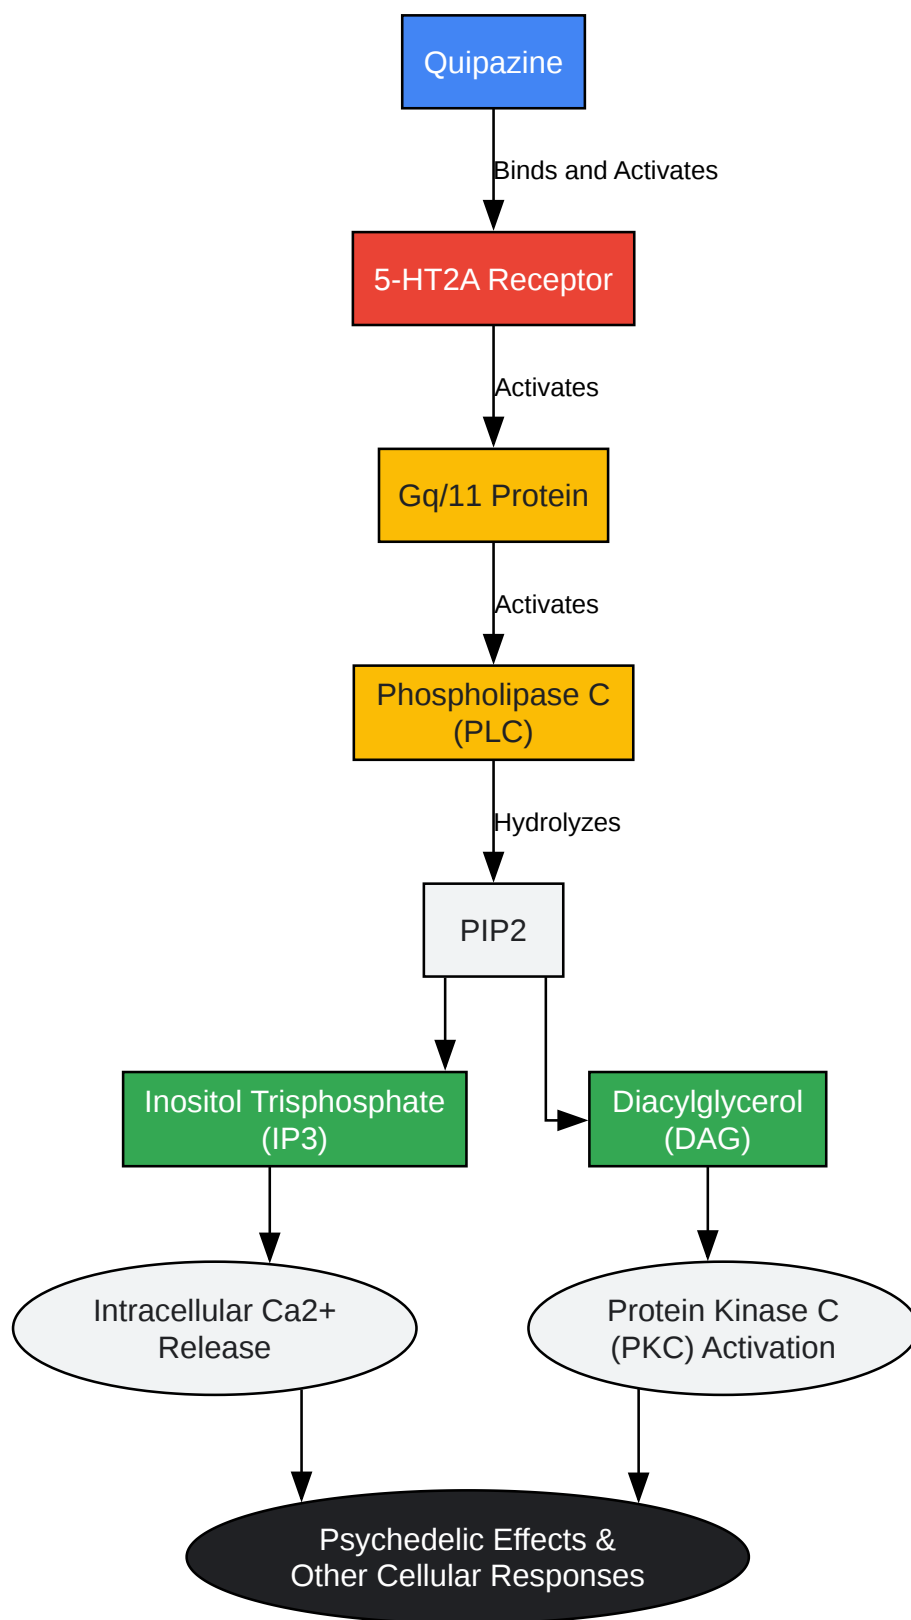 Quipazine
Binds and Activates
5-HT2A Receptor
Activates
Gq/11 Protein
Activates
Phospholipase C
(PLC)
Hydrolyzes
PIP2
Inositol Trisphosphate
(IP3)
Diacylglycerol
(DAG)
Intracellular Ca2+
Release
Protein Kinase C
(PKC) Activation
Psychedelic Effects &
Other Cellular Responses